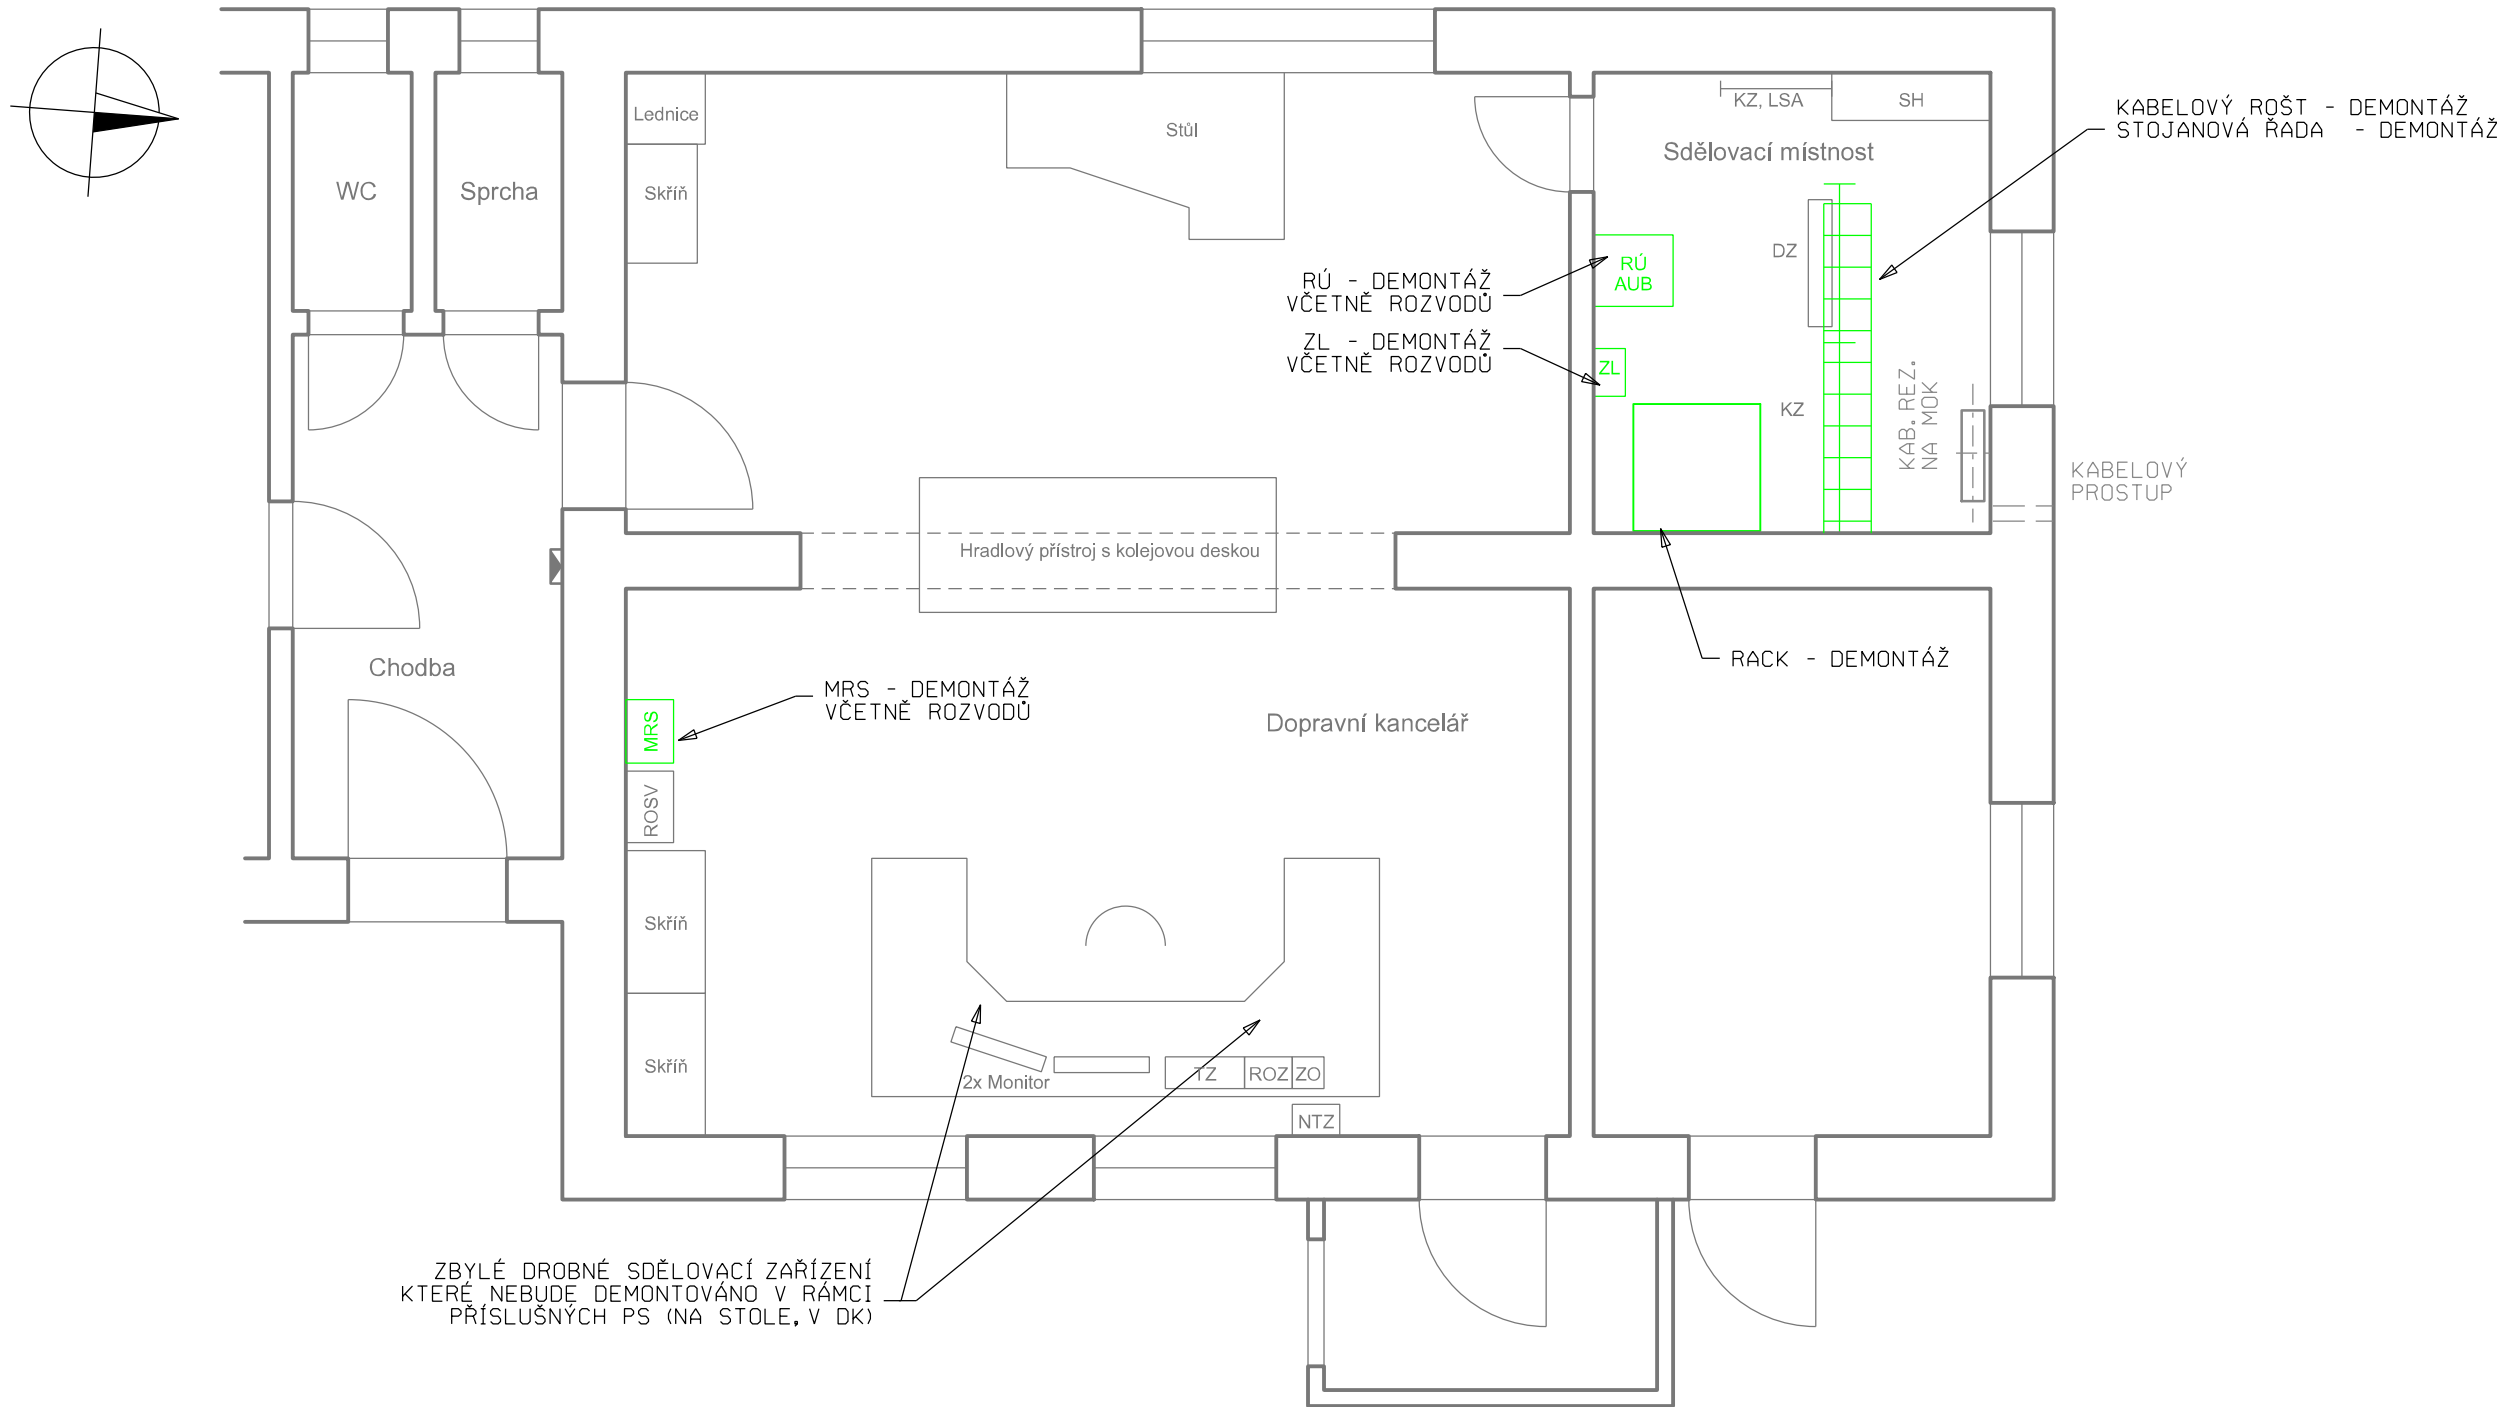 KZ, LSA
SH
KABELOVÝ ROŠT - DEMONTÁŽ
STOJANOVÁ ŘADA - DEMONTÁŽ
Lednice
Stůl
Sdělovací místnost
WC
Sprcha
Skříň
DZ
RÚ
AUB
RÚ - DEMONTÁŽ
VČETNĚ ROZVODŮ
ZL - DEMONTÁŽ
VČETNĚ ROZVODŮ
ZL
KZ
KAB. REZ.
NA MOK
KABELOVÝ
PROSTUP
Hradlový přístroj s kolejovou deskou
Chodba
RACK - DEMONTÁŽ
MRS - DEMONTÁŽ
VČETNĚ ROZVODŮ
MRS
Dopravní kancelář
ROSV
Skříň
Skříň
2x Monitor
TZ
ROZ
ZO
NTZ
ZBYLÉ DROBNÉ SDĚLOVACÍ ZAŘÍZENÍ
KTERÉ NEBUDE DEMONTOVÁNO V RÁMCI
PŘÍSLUŠNÝCH PS (NA STOLE, V DK)